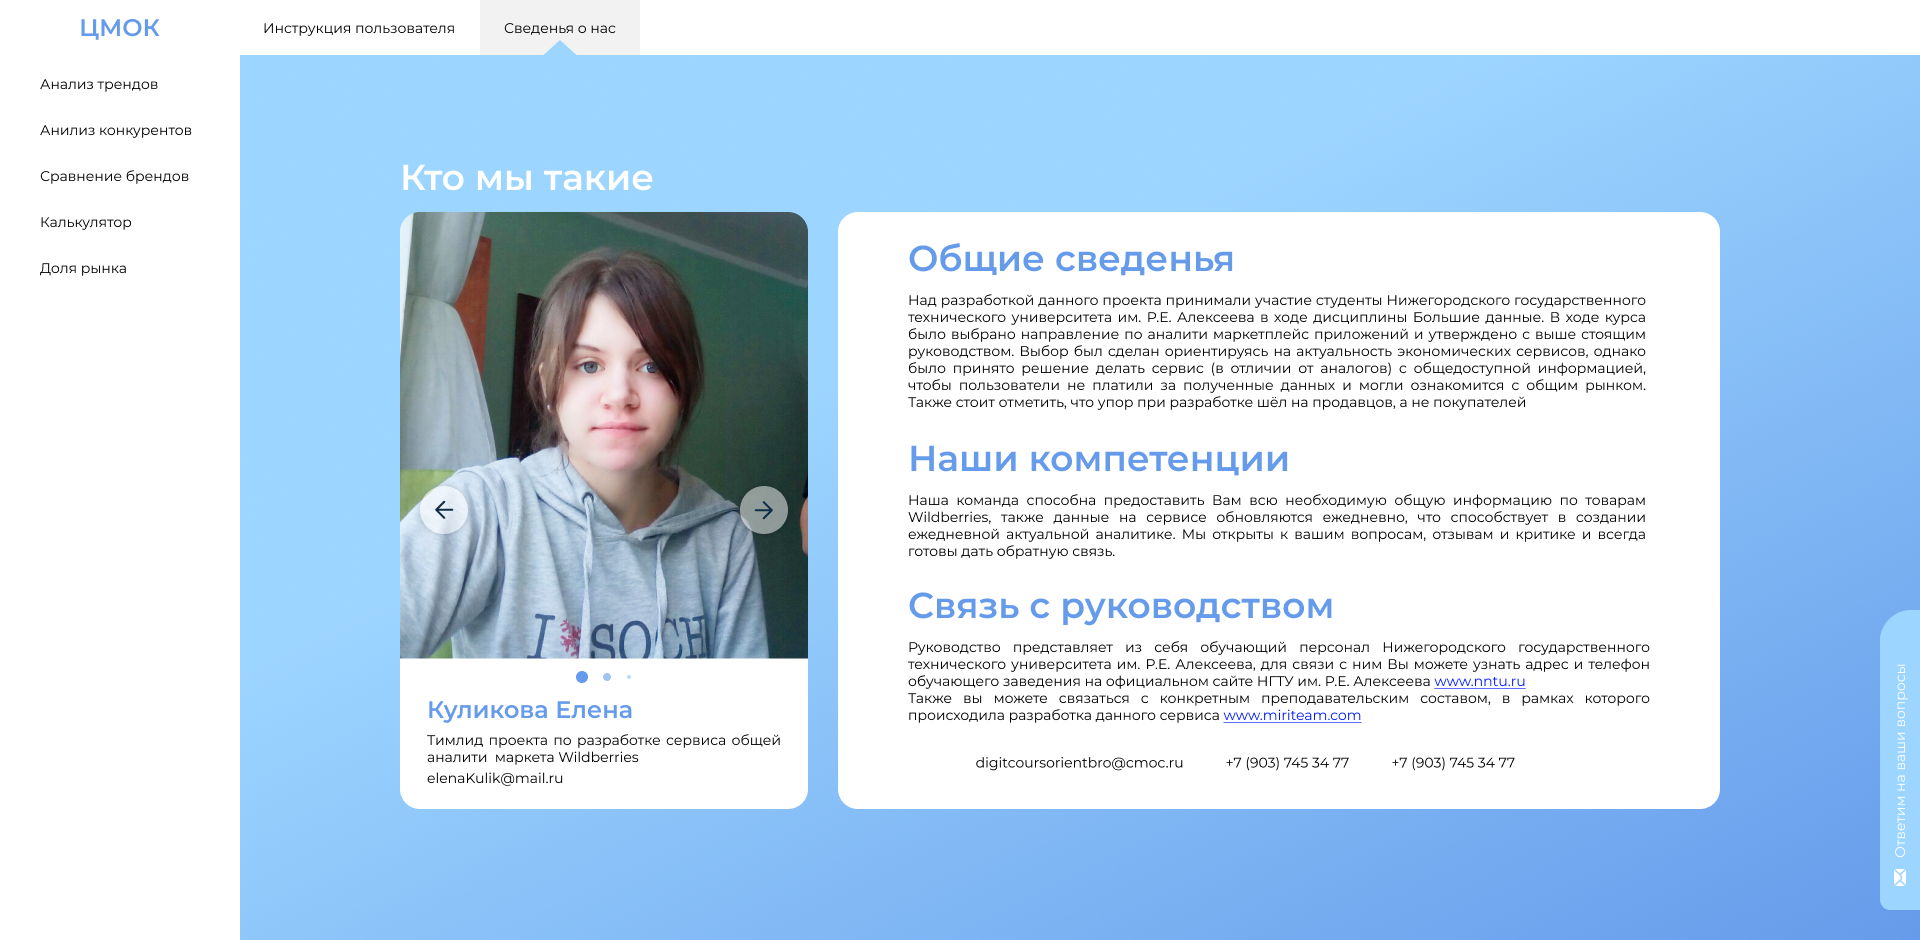 ЦМОК
Инструкция пользователя
Сведенья о нас
Анализ трендов
Анилиз конкурентов
Сравнение брендов
Калькулятор
Доля рынка
Кто мы такие
I SOCHI
Куликова Елена
Тимлид проекта по разработке сервиса общей
аналити маркета Wildberries
elenaKulik@mail.ru
Общие сведенья
Над разработкой данного проекта принимали участие студенты Нижегородского государственного
технического университета им. Р.Е. Алексеева в ходе дисциплины Большие данные. В ходе курса
было выбрано направление по аналити маркетплейс приложений и утверждено с выше стоящим
руководством. Выбор был сделан ориентируясь на актуальность экономических сервисов, однако
было принято решение делать сервис (в отличии от аналогов) с общедоступной информацией,
чтобы пользователи не платили за полученные данных и могли ознакомится с общим рынком.
Также стоит отметить, что упор при разработке шёл на продавцов, а не покупателей
Наши компетенции
Наша команда способна предоставить Вам всю необходимую общую информацию по товарам
Wildberries, также данные на сервисе обновляются ежедневно, что способствует в создании
ежедневной актуальной аналитике. Мы открыты к вашим вопросам, отзывам и критике и всегда
готовы дать обратную связь.
Связь с руководством
Руководство представляет из себя обучающий персонал Нижегородского государственного
технического университета им. Р.Е. Алексеева, для связи с ним Вы можете узнать адрес и телефон
обучающего заведения на официальном сайте НГТУ им. Р.Е. Алексеева www.nntu.ru
Также вы можете связаться с конкретным преподавательским составом, в рамках которого
происходила разработка данного сервиса www.miriteam.com
digitcoursorientbro@cmoc.ru
+7 (903) 745 34 77
+7 (903) 745 34 77
Ответим на ваши вопросы